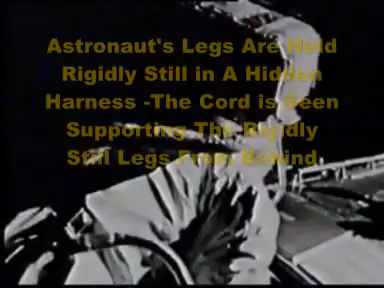 Astronaut's Legs Are Held
Rigidly Still in A Hidden
Harness -The Cord is Seen
Supporting The Rigidly
Still Legs From Behind